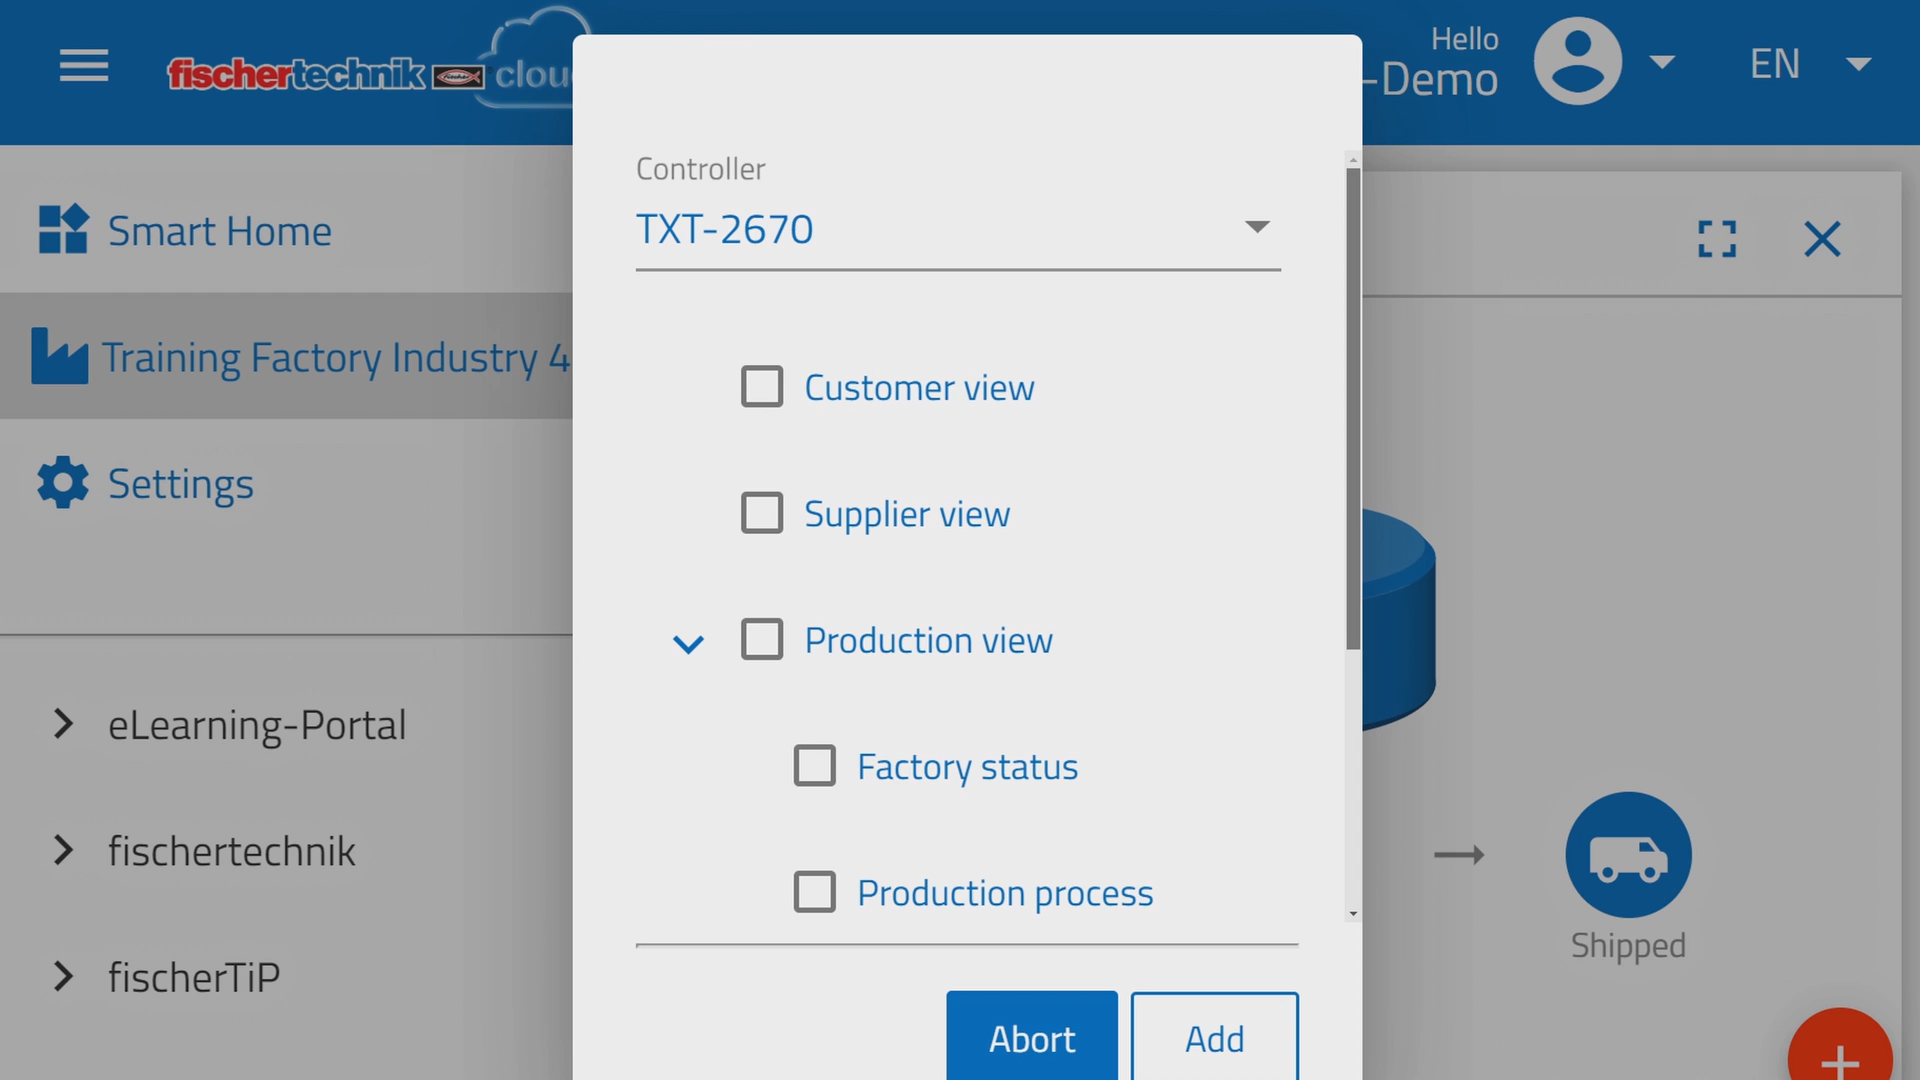 fischertechnik cloud
Hello
-Demo
EN
Smart Home
Training Factory Industry 4
Settings
eLearning-Portal
fischertechnik
fischerTiP
Controller
TXT-2670
Customer view
Supplier view
Production view
Factory status
Production process
Abort
Add
Shipped